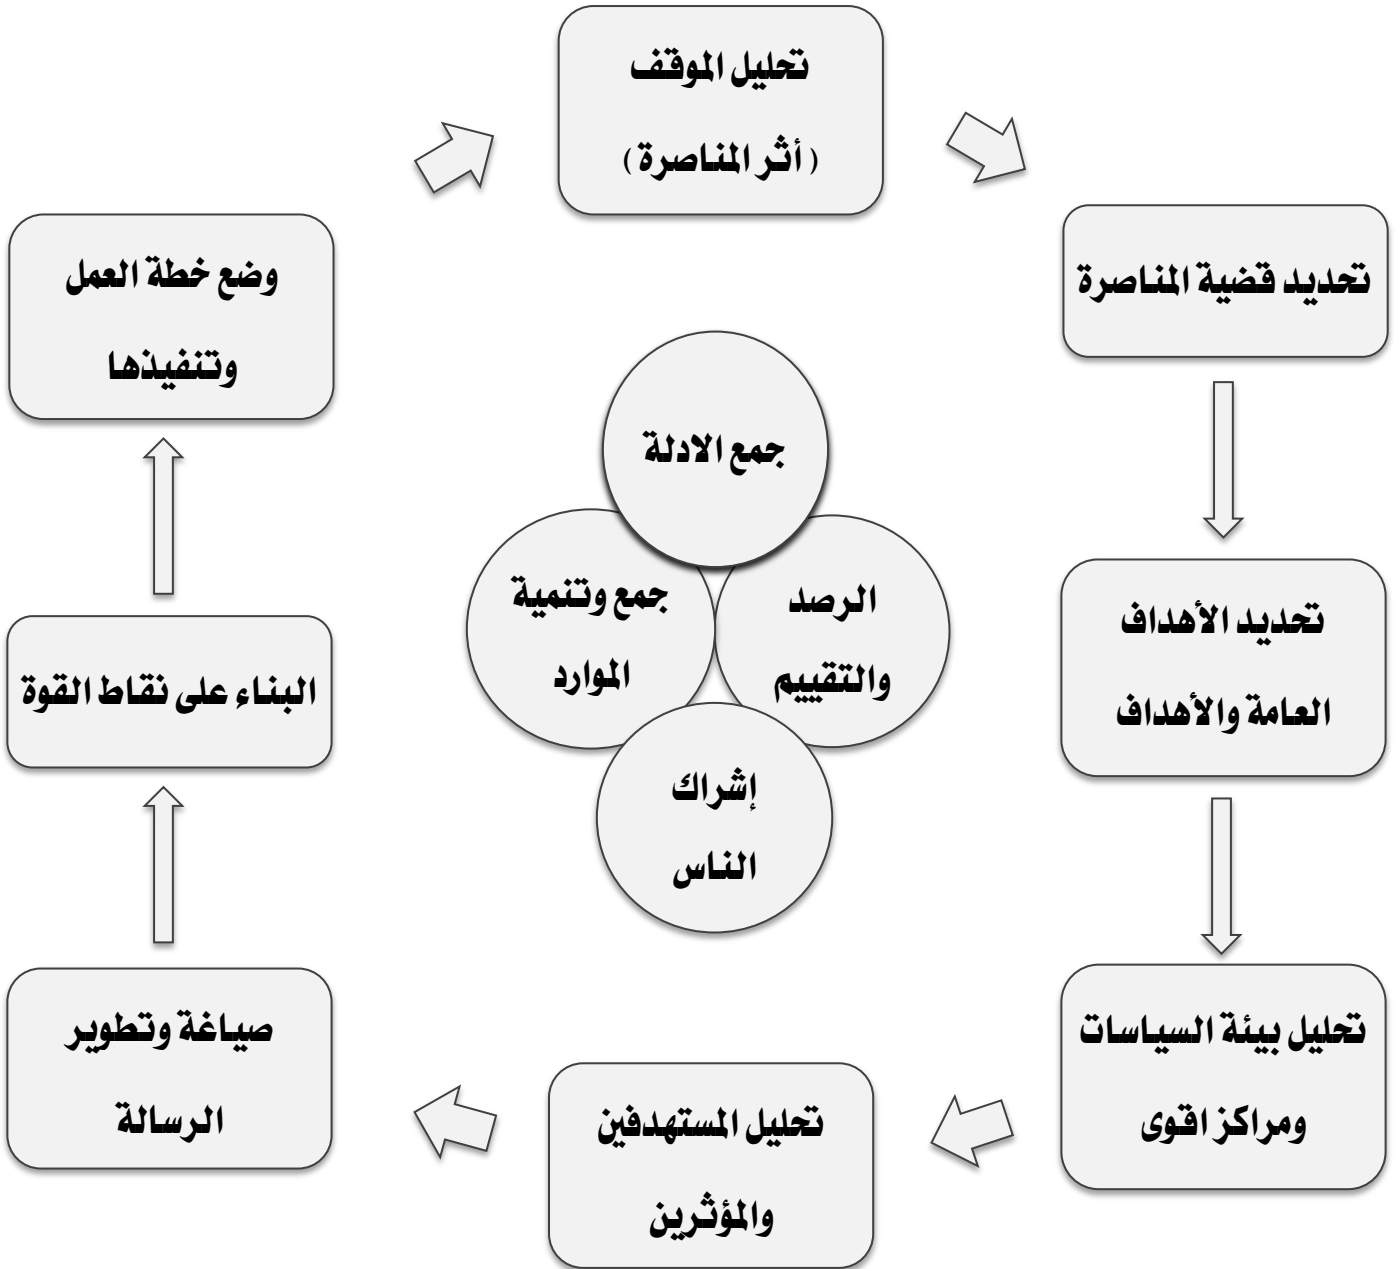 تحليل الموقف
(أثر المناصرة)
تحديد قضية المناصرة
تحديد الأهداف
العامة والأهداف
تحليل بيئة السياسات
ومراكز اقوى
تحليل المستهدفين
والمؤثرين
صياغة وتطوير
الرسالة
البناء على نقاط القوة
وضع خطة العمل
وتنفيذها
جمع الادلة
الرصد
والتقييم
إشراك
الناس
جمع وتنمية
الموارد